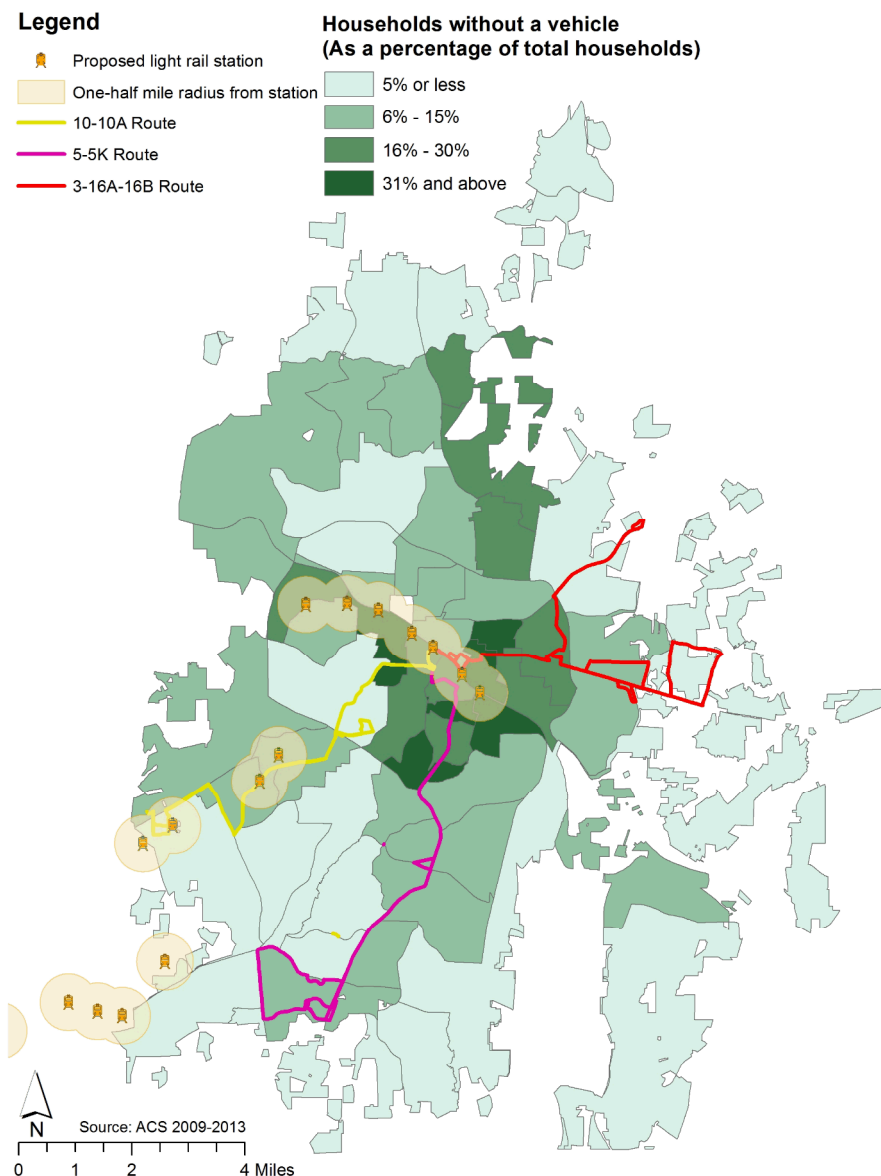 Legend
Proposed light rail station
One-half mile radius from station
10-10A Route
5-5K Route
3-16A-16B Route
Households without a vehicle
(As a percentage of total households)
5% or less
6% - 15%
16% - 30%
31% and above
N
Source: ACS 2009-2013
0 1 2 4 Miles